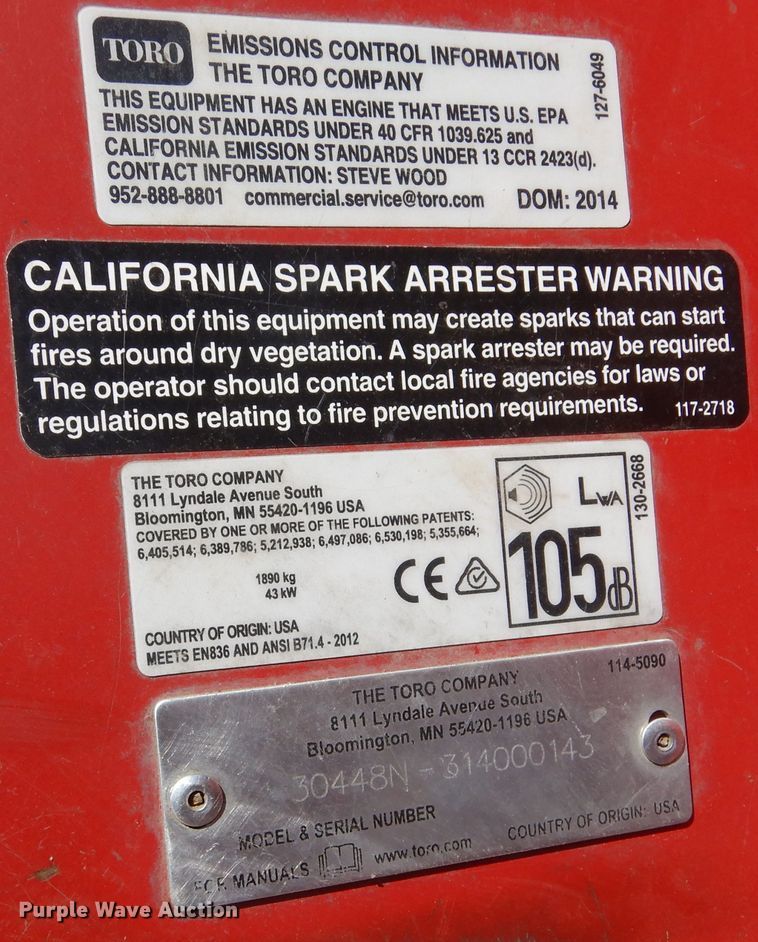 TORO
EMISSIONS CONTROL INFORMATION
THE TORO COMPANY
THIS EQUIPMENT HAS AN ENGINE THAT MEETS U.S. EPA
EMISSION STANDARDS UNDER 40 CFR 1039.625 and
CALIFORNIA EMISSION STANDARDS UNDER 13 CCR 2423(d).
CONTACT INFORMATION: STEVE WOOD
952-888-8801 commercial.service@toro.com DOM: 2014
127-6049
CALIFORNIA SPARK ARRESTER WARNING
Operation of this equipment may create sparks that can start
fires around dry vegetation. A spark arrester may be required.
The operator should contact local fire agencies for laws or
regulations relating to fire prevention requirements. 117-2718
THE TORO COMPANY
8111 Lyndale Avenue South
Bloomington, MN 55420-1196 USA
COVERED BY ONE OR MORE OF THE FOLLOWING PATENTS:
6,405,514; 6,389,786; 5,212,938; 6,497,086; 6,530,198; 5,355,664;
1890 kg
43 kW
COUNTRY OF ORIGIN: USA
MEETS EN836 AND ANSI B71.4 - 2012
CE
LWA
105dB
130-2668
THE TORO COMPANY
114-5090
8111 Lyndale Avenue South
Bloomington, MN 55420-1196 USA
30448N - 314000143
MODEL & SERIAL NUMBER
COUNTRY OF ORIGIN: USA
FOR MANUALS www.toro.com
Purple Wave Auction